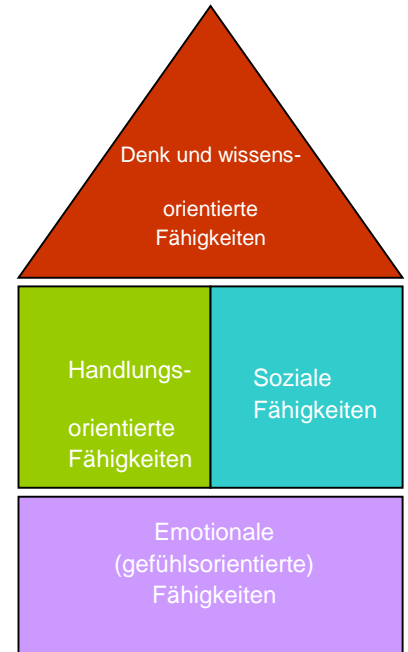 Denk und wissens-
orientierte
Fähigkeiten
Handlungs-
orientierte
Fähigkeiten
Soziale
Fähigkeiten
Emotionale
(gefühlsorientierte)
Fähigkeiten